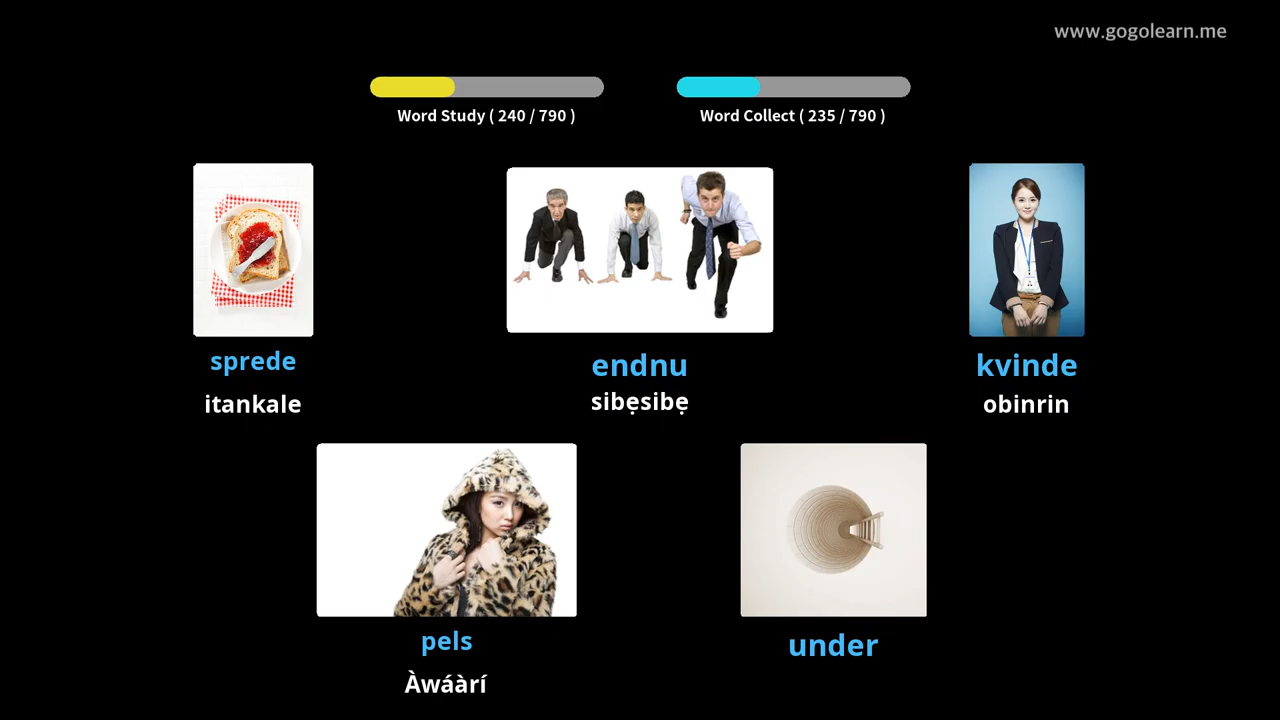 www.gogolearn.me
Word Study ( 240 / 790 )
Word Collect ( 235 / 790 )
sprede
itankale
endnu
sibẹsibẹ
kvinde
obinrin
pels
Àwáàrí
under